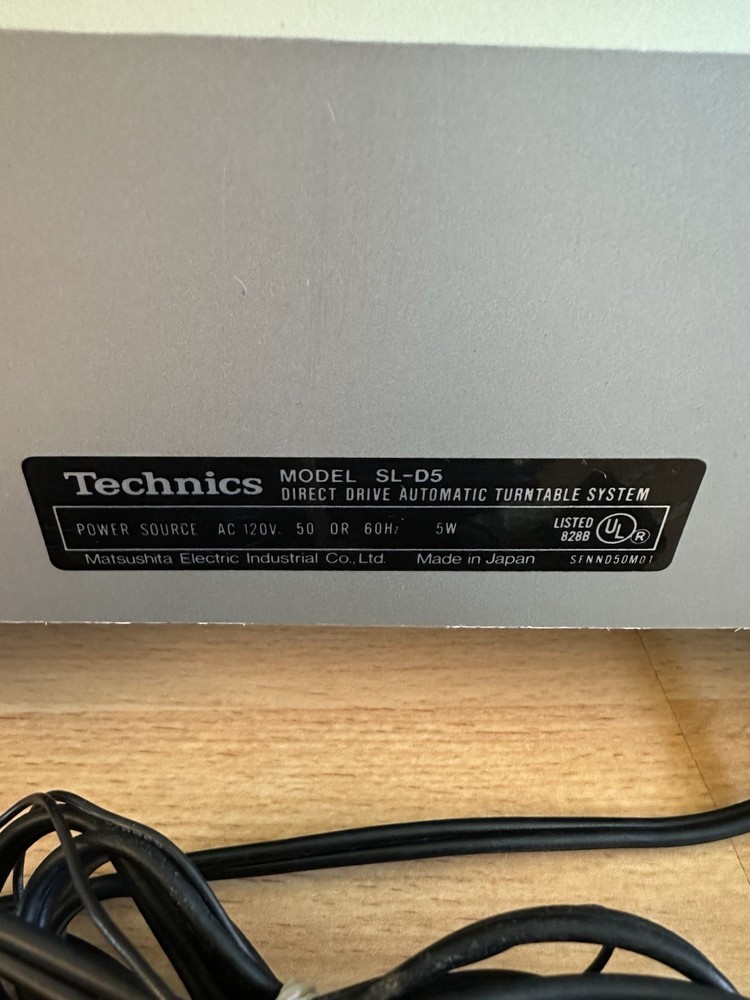 Technics MODEL SL-D5
DIRECT DRIVE AUTOMATIC TURNTABLE SYSTEM
POWER SOURCE AC 120V 50 OR 60Hz 5W LISTED 828B UL ®
Matsushita Electric Industrial Co., Ltd. Made in Japan SFNND50M01